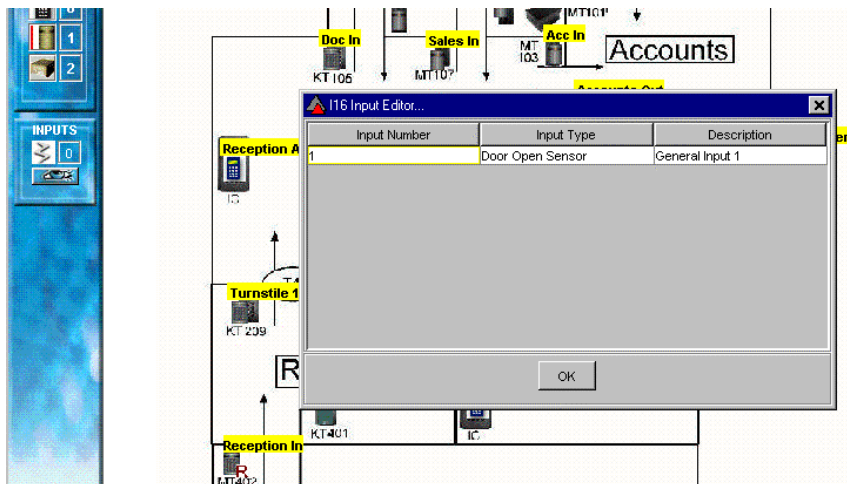 0
MT101
1
Doc In
Sales In
Acc In
MT
103
Accounts
2
KT105
MT107
I16 Input Editor...
INPUTS
0
Input Number
Input Type
Description
1
Door Open Sensor
General Input 1
Reception A
IC
Turnstile 1
KT209
R
OK
KT401
IC
Reception In
R
MT402